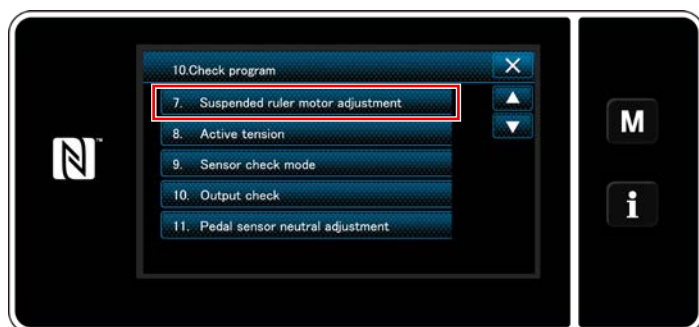 10.Check program
7. Suspended ruler motor adjustment
8. Active tension
9. Sensor check mode
10. Output check
11. Pedal sensor neutral adjustment
N
TM
M
i